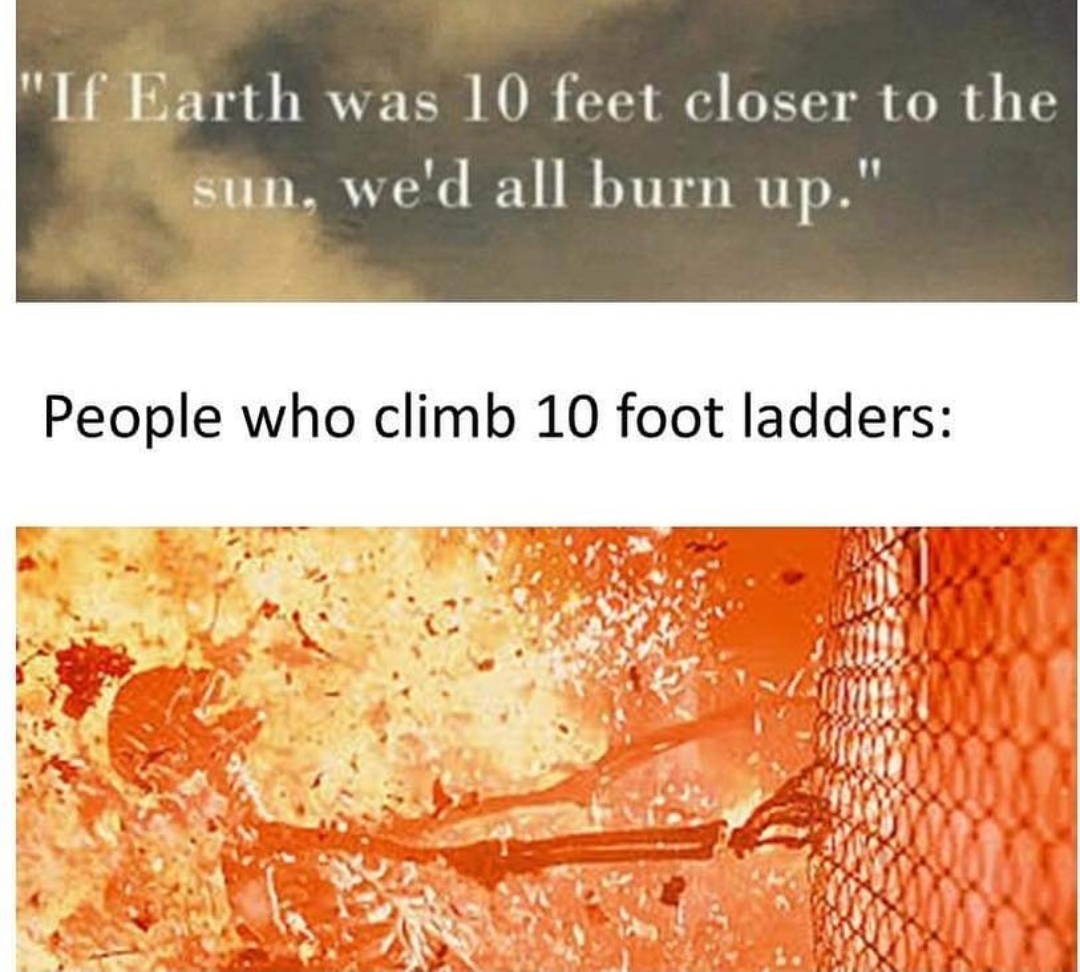 "If Earth was 10 feet closer to the
sun, we'd all burn up."
People who climb 10 foot ladders: